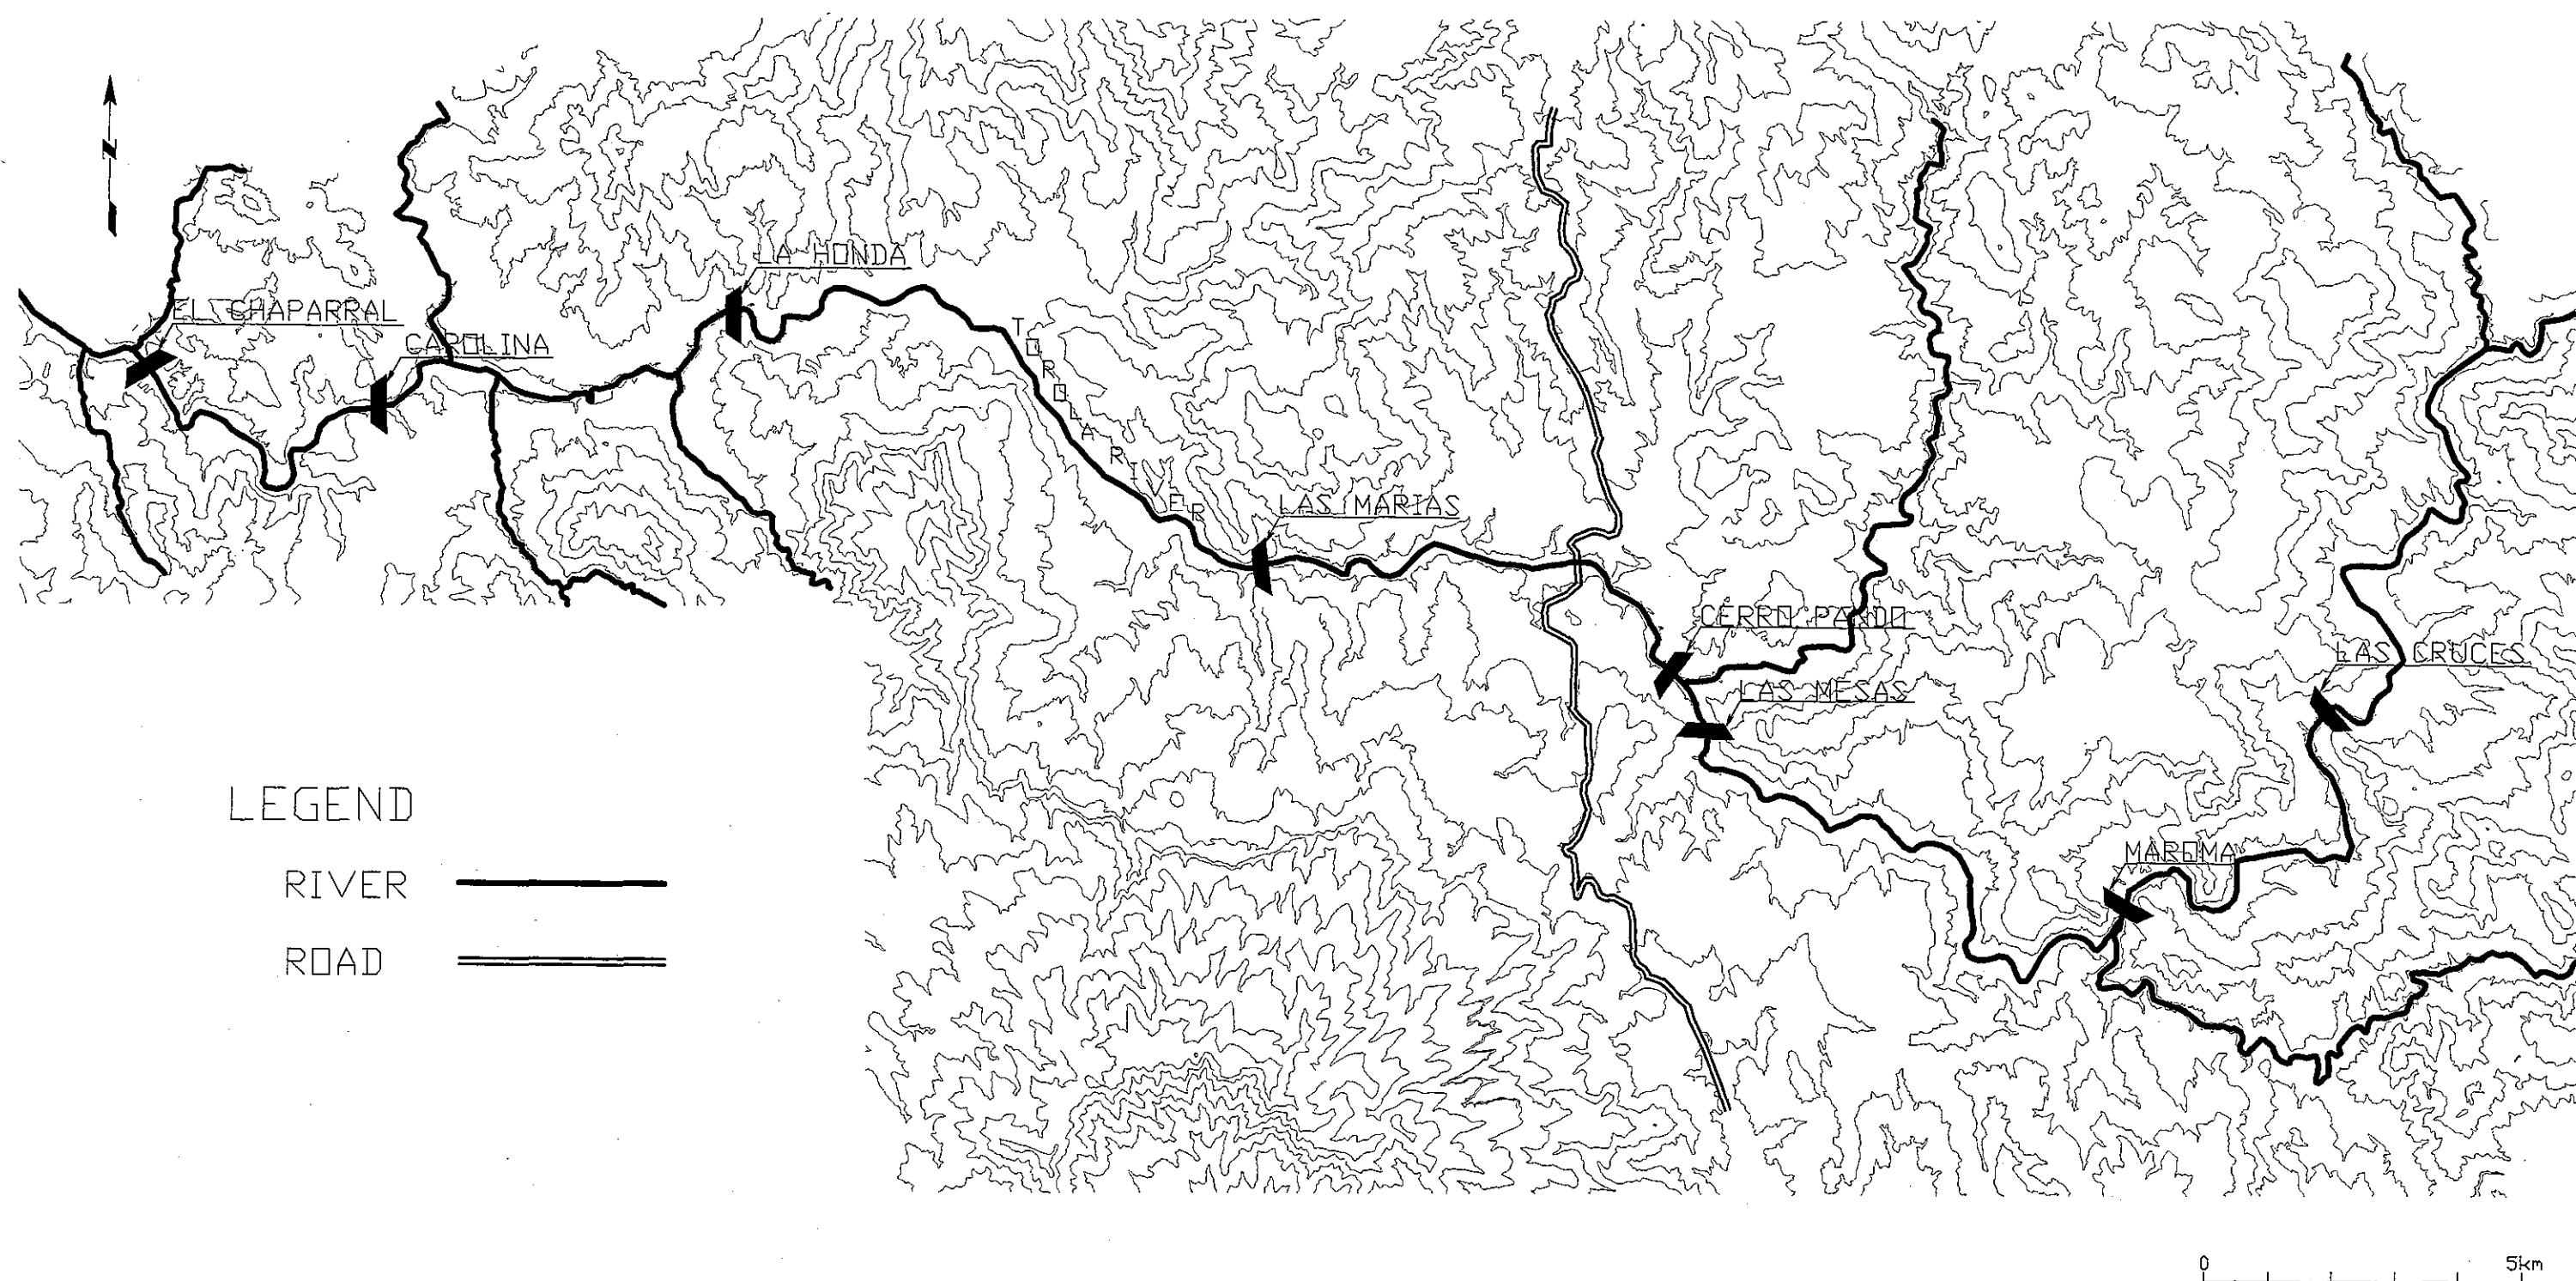 N
LA HONDA
EL CHAPARRAL
CAROLINA
TOROLA RIVER
LAS MARIAS
CERRO PANDO
LAS CRUCES
LAS MESAS
LEGEND
MAROMA
RIVER
ROAD
0 5km